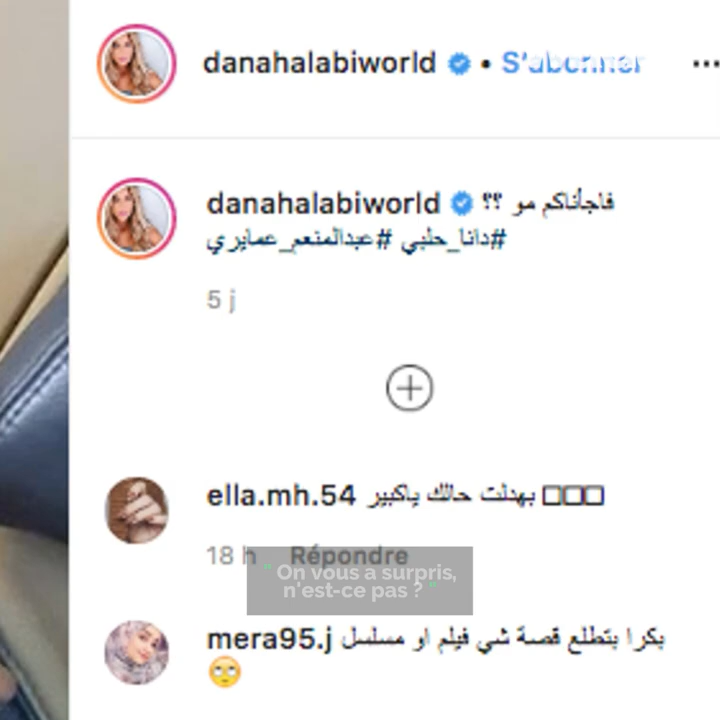 danahalabiworld • S'abonner
danahalabiworld فاجأناكم مو ؟؟
#دانا_حلبي #عبدالمنعم_عمايري
5 j
ella.mh.54 بهدلت حالك ياكبير
18 h Répondre
" On vous a surpris,
n'est-ce pas ? "
mera95.j بكرا بتطلع قصة شي فيلم او مسلسل
🙄